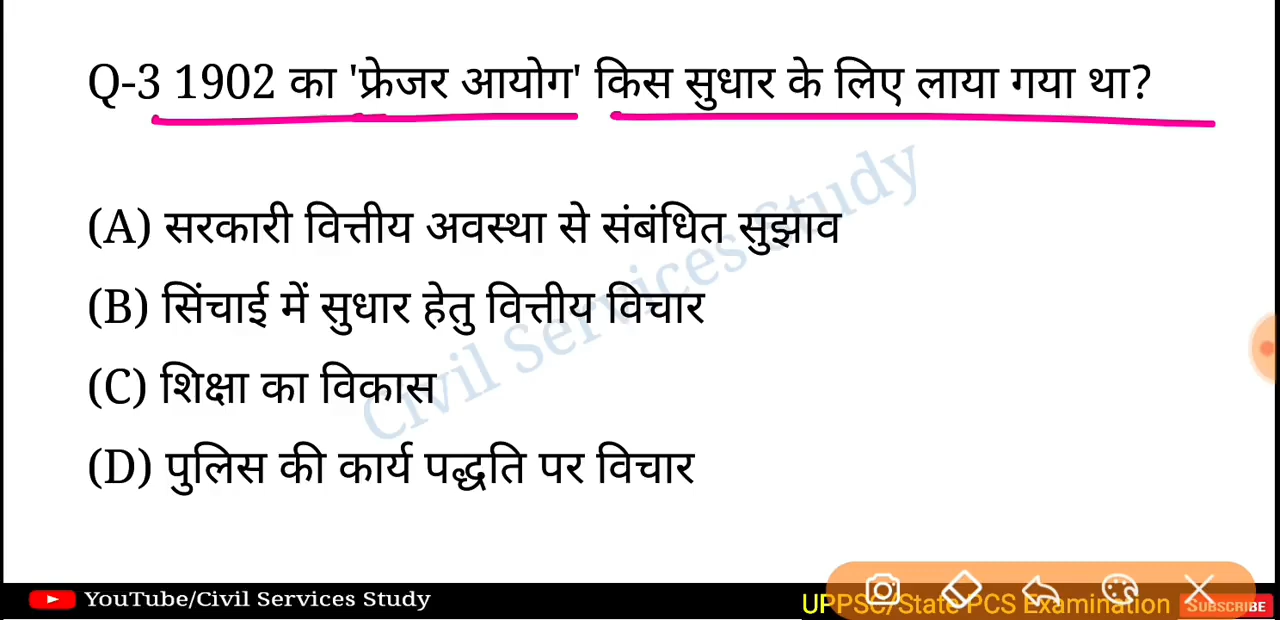 Q-3 1902 का 'फ्रेजर आयोग' किस सुधार के लिए लाया गया था?
(A) सरकारी वित्तीय अवस्था से संबंधित सुझाव
(B) सिंचाई में सुधार हेतु वित्तीय विचार
(C) शिक्षा का विकास
(D) पुलिस की कार्य पद्धति पर विचार
Civil Services Study
YouTube/Civil Services Study
UPPSC/State PCS Examination
SUBSCRIBE